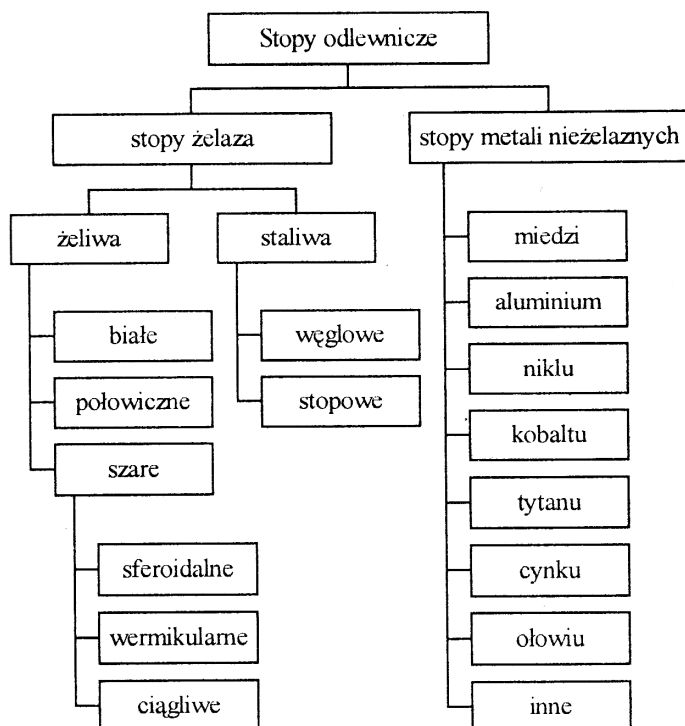 Stopy odlewnicze
stopy żelaza
stopy metali nieżelaznych
żeliwa
staliwa
białe
połowiczne
szare
sferoidalne
wermikularne
ciągliwe
węglowe
stopowe
miedzi
aluminium
niklu
kobaltu
tytanu
cynku
ołowiu
inne